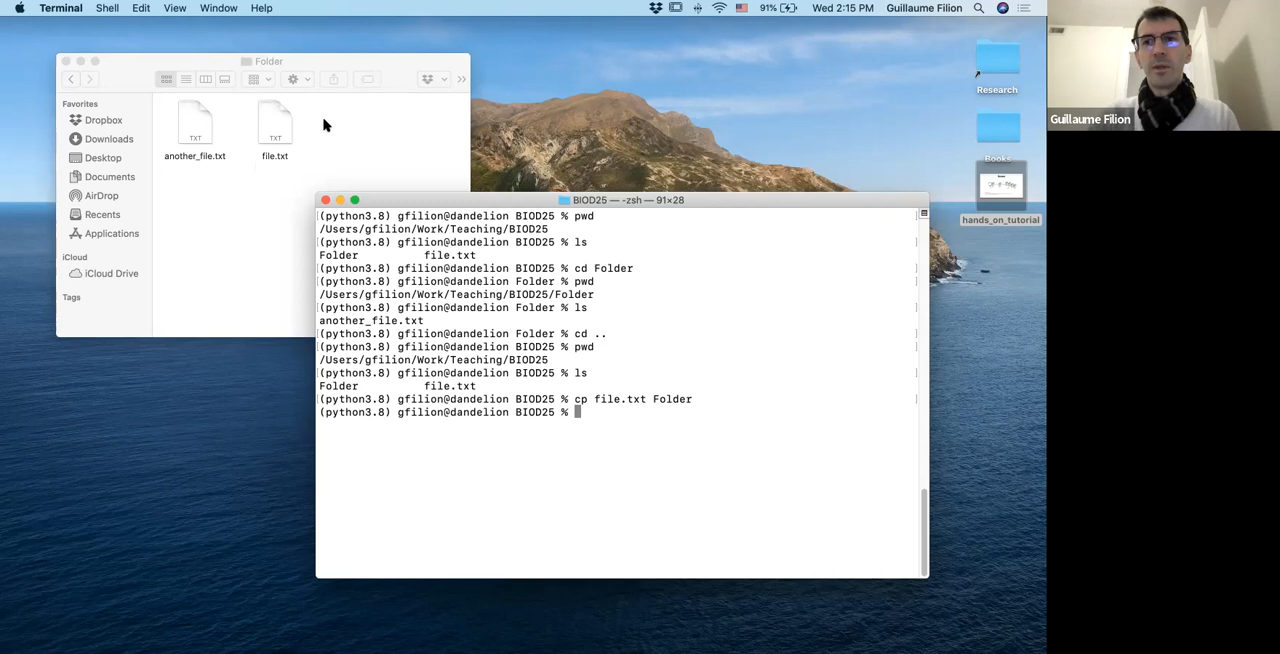 Terminal Shell Edit View Window Help 91% Wed 2:15 PM Guillaume Filion
Folder
Favorites
Dropbox
Downloads
Desktop
Documents
AirDrop
Recents
Applications
iCloud
iCloud Drive
Tags
TXT
another_file.txt
TXT
file.txt
BIOD25 — -zsh — 91×28
(python3.8) gfilion@dandelion BIOD25 % pwd
/Users/gfilion/Work/Teaching/BIOD25
(python3.8) gfilion@dandelion BIOD25 % ls
Folder file.txt
(python3.8) gfilion@dandelion BIOD25 % cd Folder
(python3.8) gfilion@dandelion Folder % pwd
/Users/gfilion/Work/Teaching/BIOD25/Folder
(python3.8) gfilion@dandelion Folder % ls
another_file.txt
(python3.8) gfilion@dandelion Folder % cd ..
(python3.8) gfilion@dandelion BIOD25 % pwd
/Users/gfilion/Work/Teaching/BIOD25
(python3.8) gfilion@dandelion BIOD25 % ls
Folder file.txt
(python3.8) gfilion@dandelion BIOD25 % cp file.txt Folder
(python3.8) gfilion@dandelion BIOD25 %
Research
Books
hands_on_tutorial
Guillaume Filion